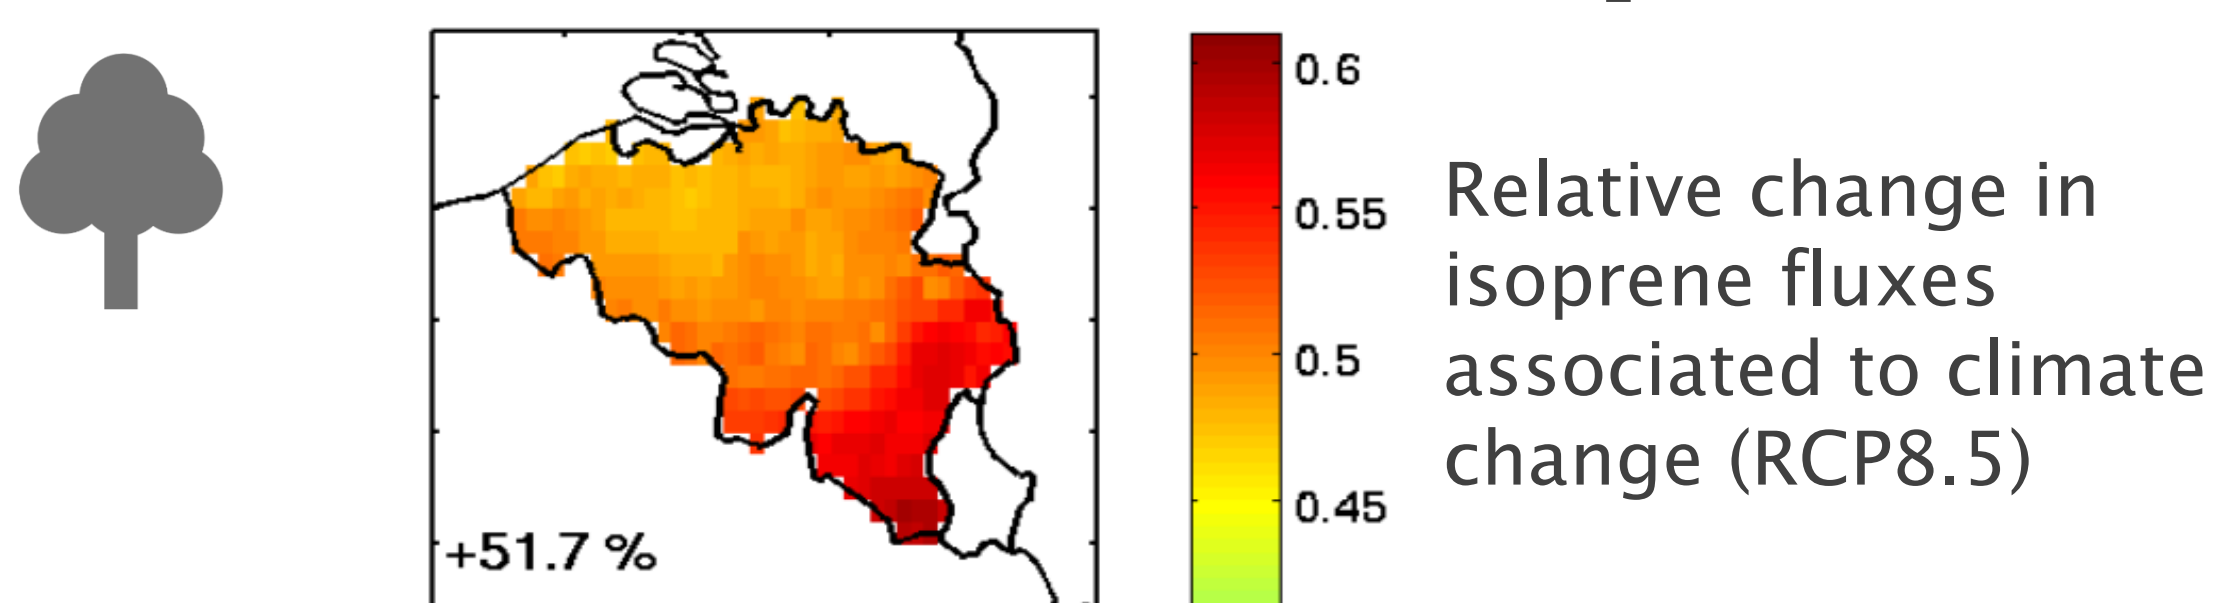 0.6
0.55
0.5
0.45
+51.7 %
Relative change in
isoprene fluxes
associated to climate
change (RCP8.5)